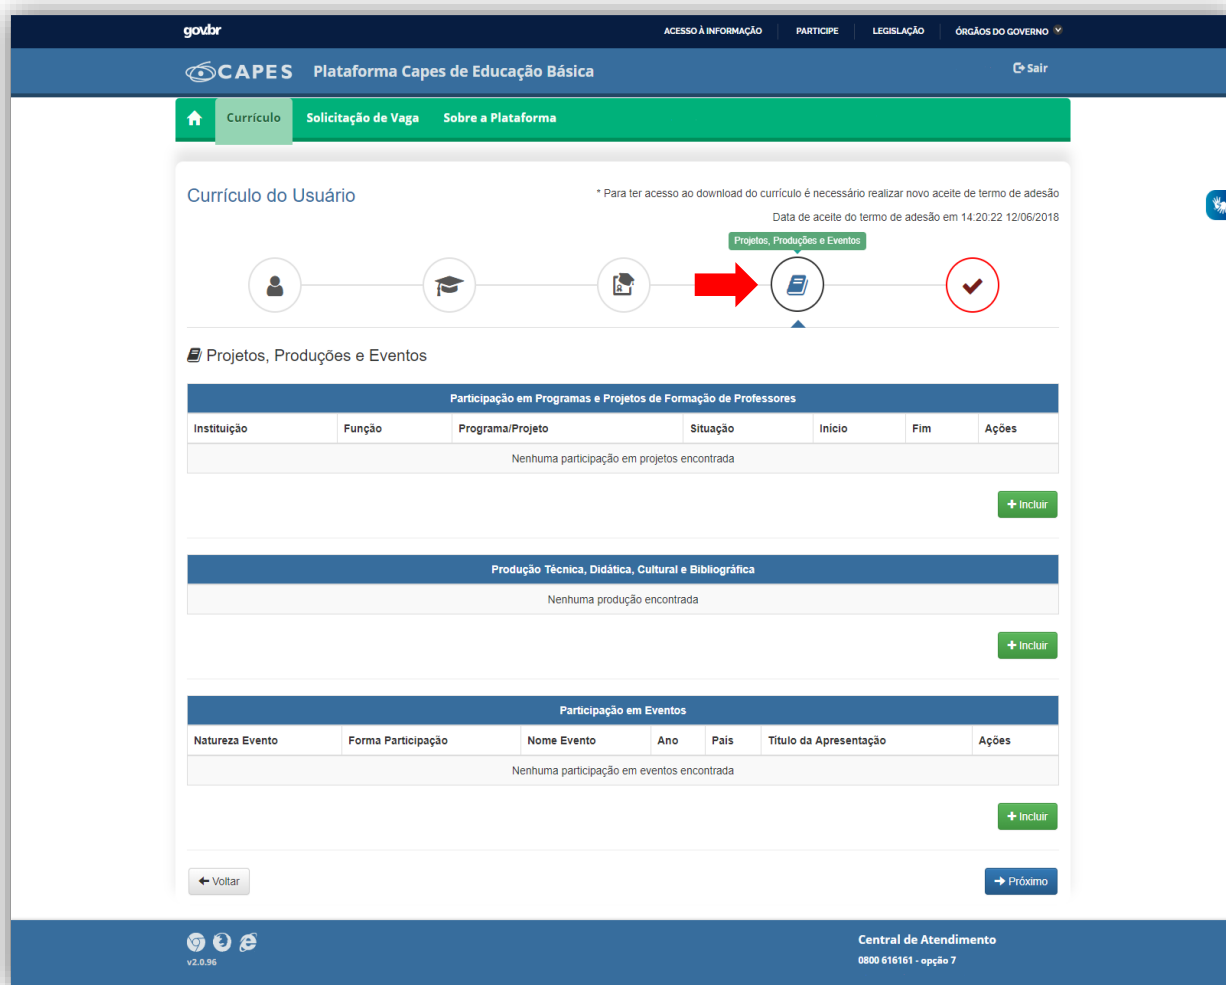 gov.br ACESSO À INFORMAÇÃO PARTICIPE LEGISLAÇÃO ÓRGÃOS DO GOVERNO
CAPES Plataforma Capes de Educação Básica Sair
Currículo Solicitação de Vaga Sobre a Plataforma
Currículo do Usuário * Para ter acesso ao download do currículo é necessário realizar novo aceite de termo de adesão
Data de aceite do termo de adesão em 14:20:22 12/06/2018
Projetos, Produções e Eventos
Projetos, Produções e Eventos
Participação em Programas e Projetos de Formação de Professores
Instituição Função Programa/Projeto Situação Início Fim Ações
Nenhuma participação em projetos encontrada
+ Incluir
Produção Técnica, Didática, Cultural e Bibliográfica
Nenhuma produção encontrada
+ Incluir
Participação em Eventos
Natureza Evento Forma Participação Nome Evento Ano País Título da Apresentação Ações
Nenhuma participação em eventos encontrada
+ Incluir
Voltar Próximo
Central de Atendimento
v2.0.96 0800 616161 - opção 7